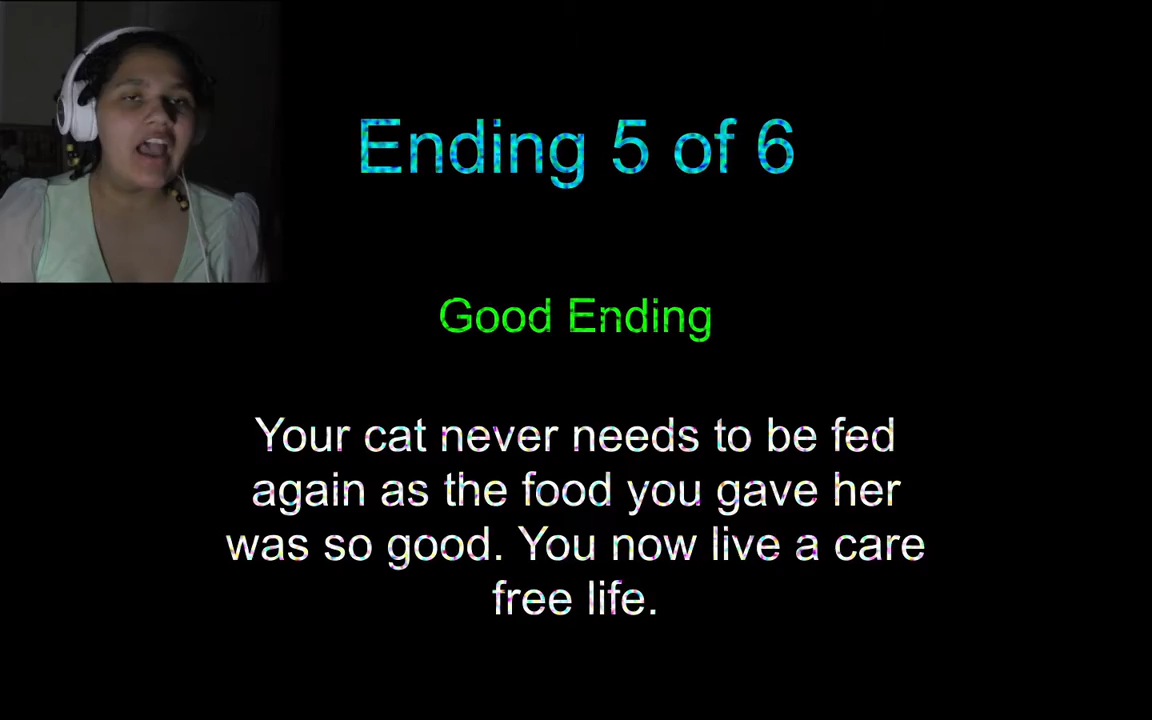 Ending 5 of 6
Good Ending
Your cat never needs to be fed
again as the food you gave her
was so good. You now live a care
free life.